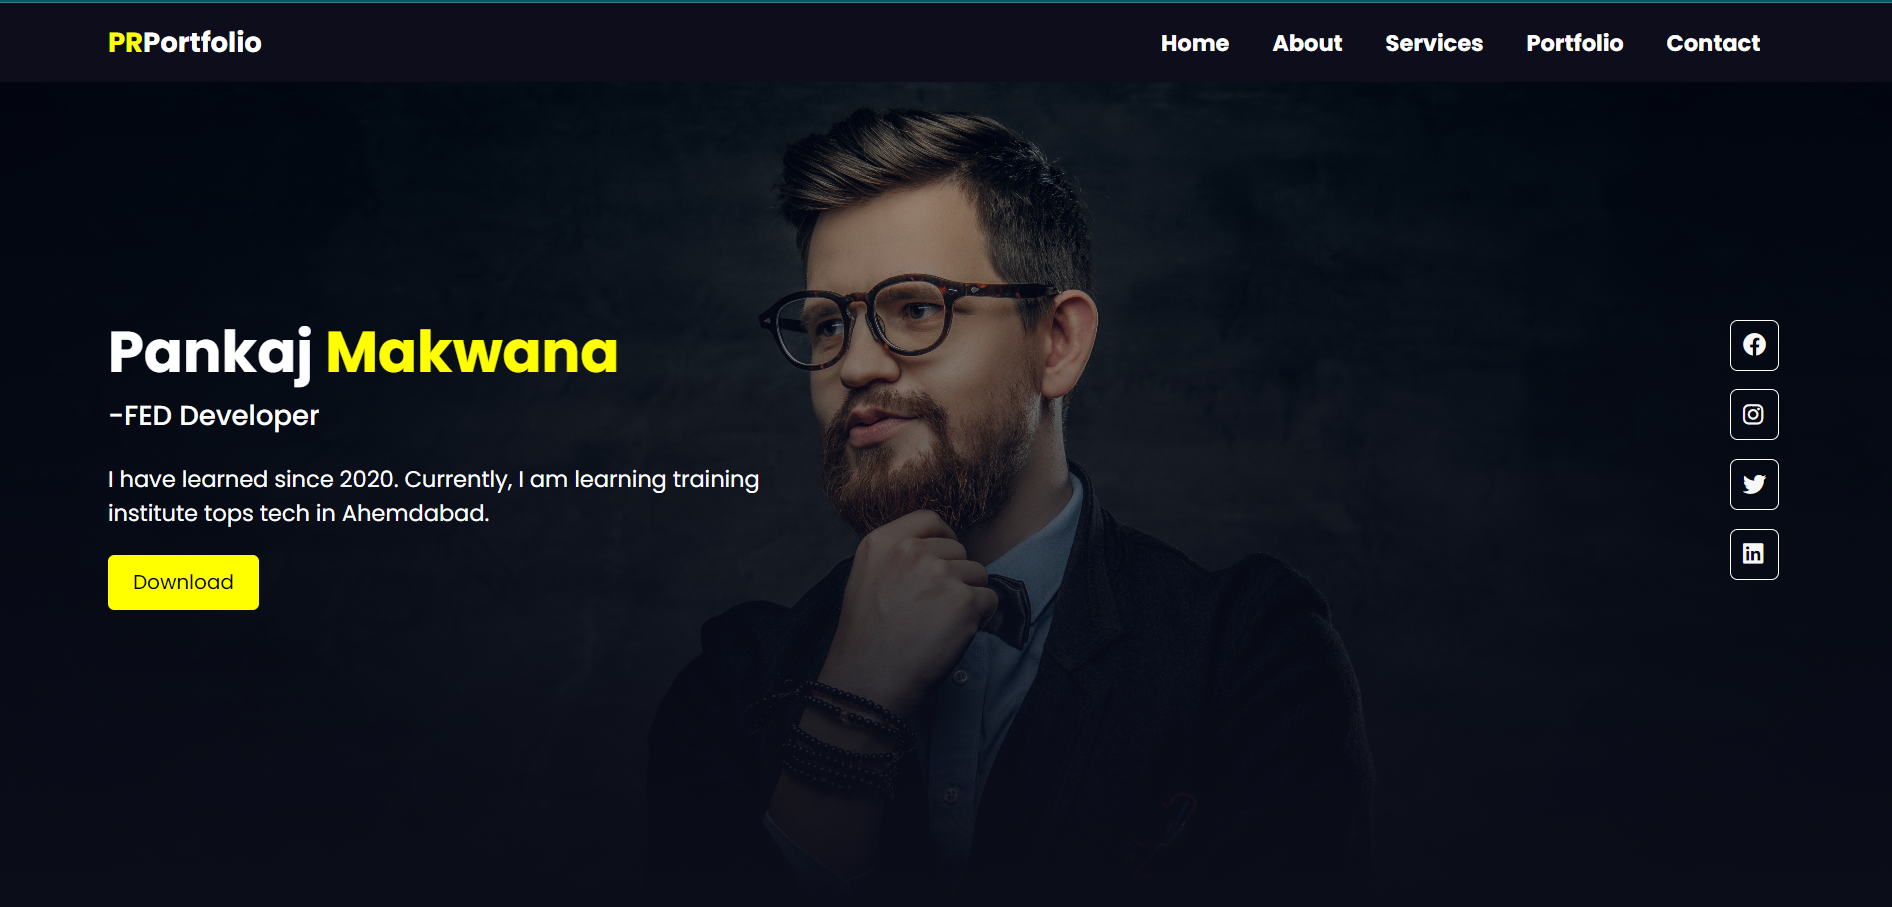 PRPortfolio
Home About Services Portfolio Contact
Pankaj Makwana
-FED Developer
I have learned since 2020. Currently, I am learning training
institute tops tech in Ahemdabad.
Download